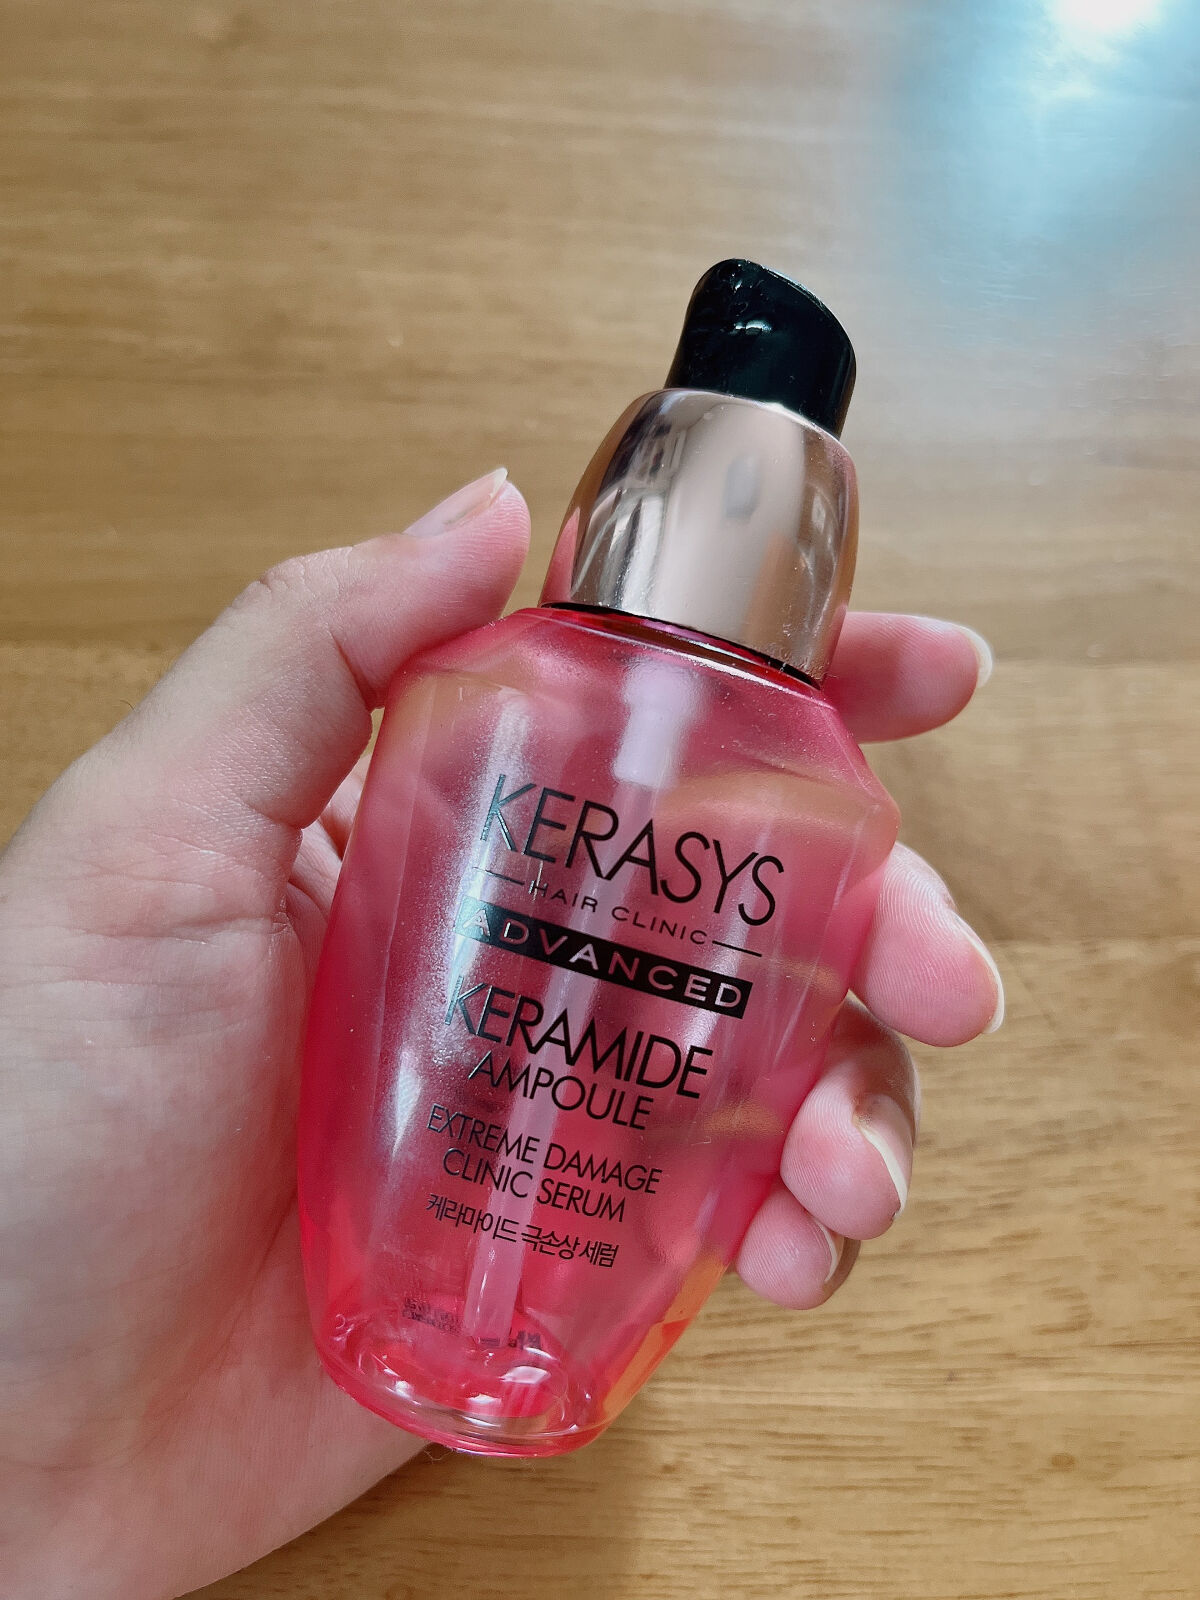 KERASYS
HAIR CLINIC
ADVANCED
KERAMIDE
AMPOULE
EXTREME DAMAGE
CLINIC SERUM
케라마이드 극손상 세럼